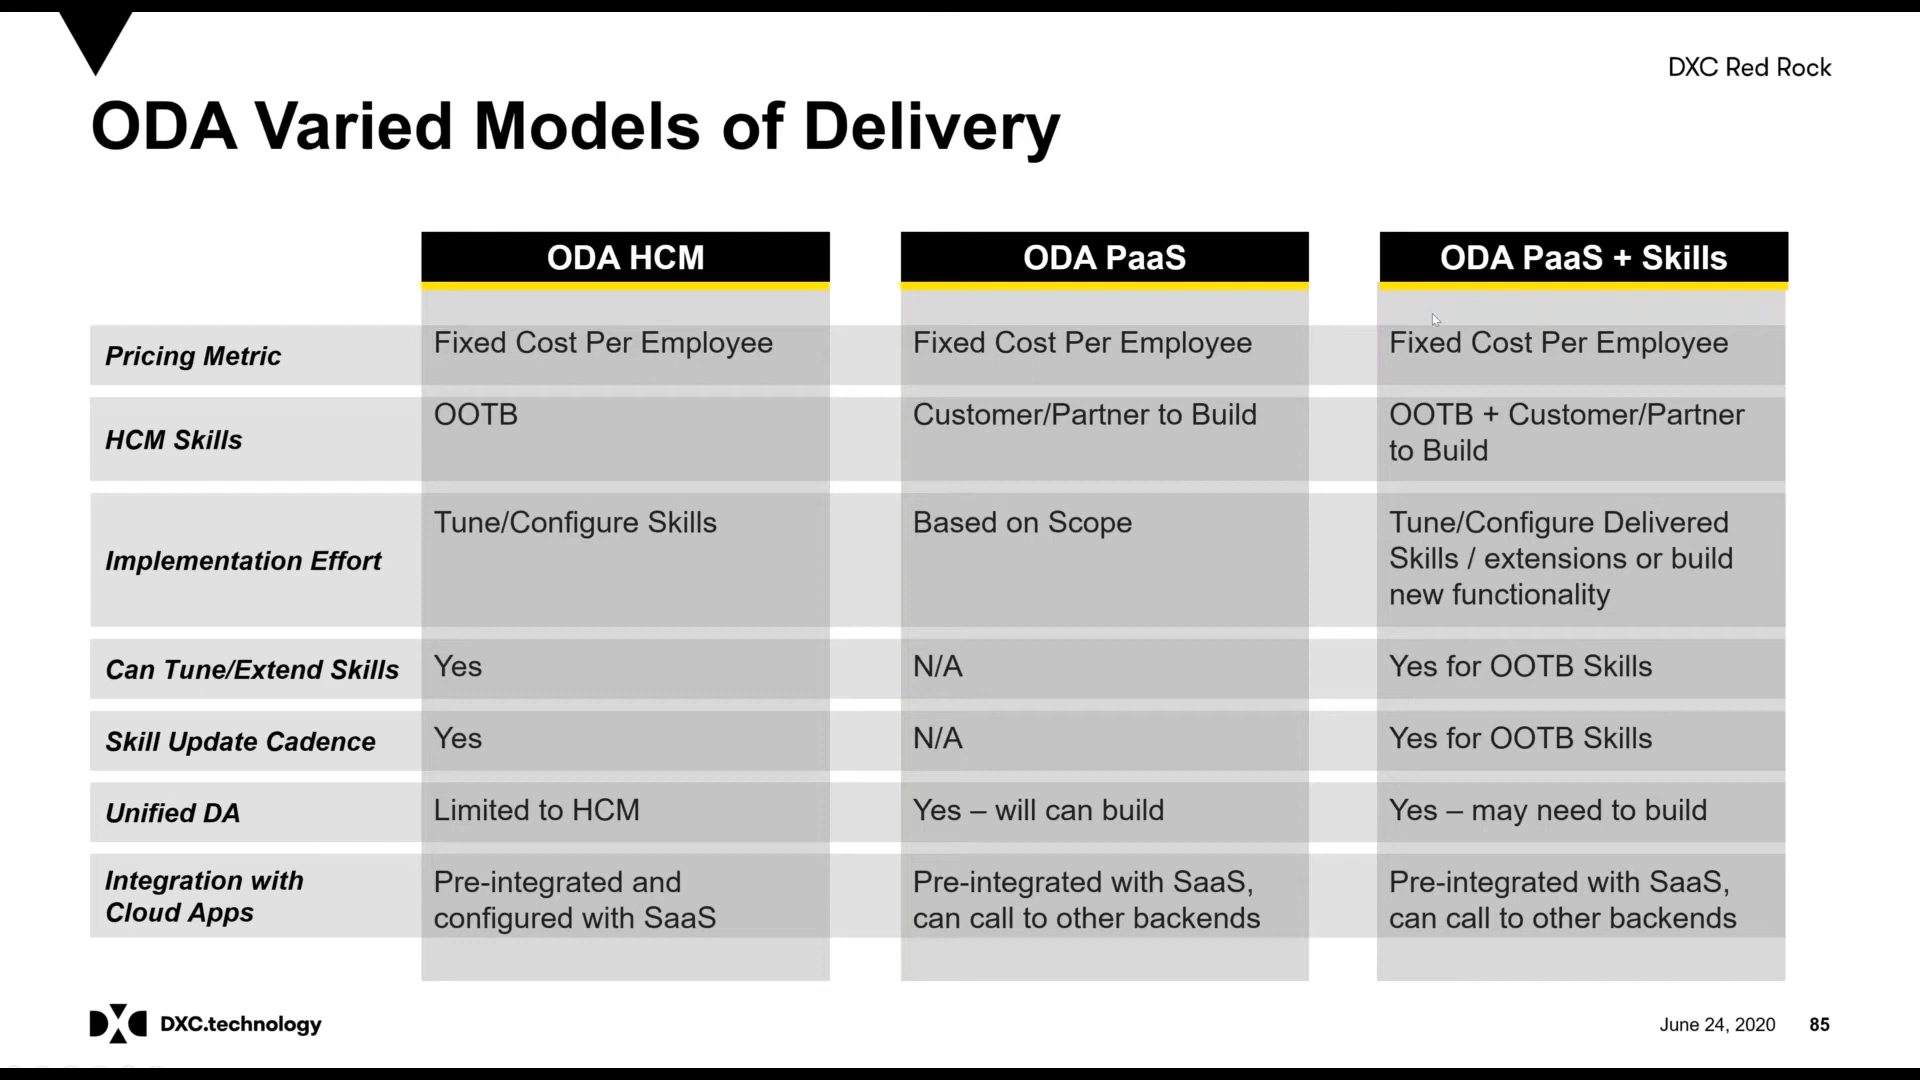 DXC Red Rock
ODA Varied Models of Delivery
ODA HCM
ODA PaaS
ODA PaaS + Skills
Pricing Metric
Fixed Cost Per Employee
Fixed Cost Per Employee
Fixed Cost Per Employee
HCM Skills
OOTB
Customer/Partner to Build
OOTB + Customer/Partner
to Build
Implementation Effort
Tune/Configure Skills
Based on Scope
Tune/Configure Delivered
Skills / extensions or build
new functionality
Can Tune/Extend Skills
Yes
N/A
Yes for OOTB Skills
Skill Update Cadence
Yes
N/A
Yes for OOTB Skills
Unified DA
Limited to HCM
Yes – will can build
Yes – may need to build
Integration with
Cloud Apps
Pre-integrated and
configured with SaaS
Pre-integrated with SaaS,
can call to other backends
Pre-integrated with SaaS,
can call to other backends
DXC.technology
June 24, 2020
85